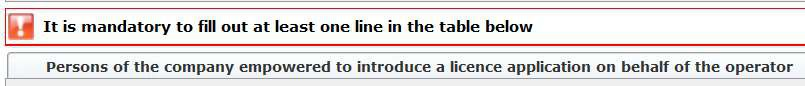 It is mandatory to fill out at least one line in the table below
Persons of the company empowered to introduce a licence application on behalf of the operator